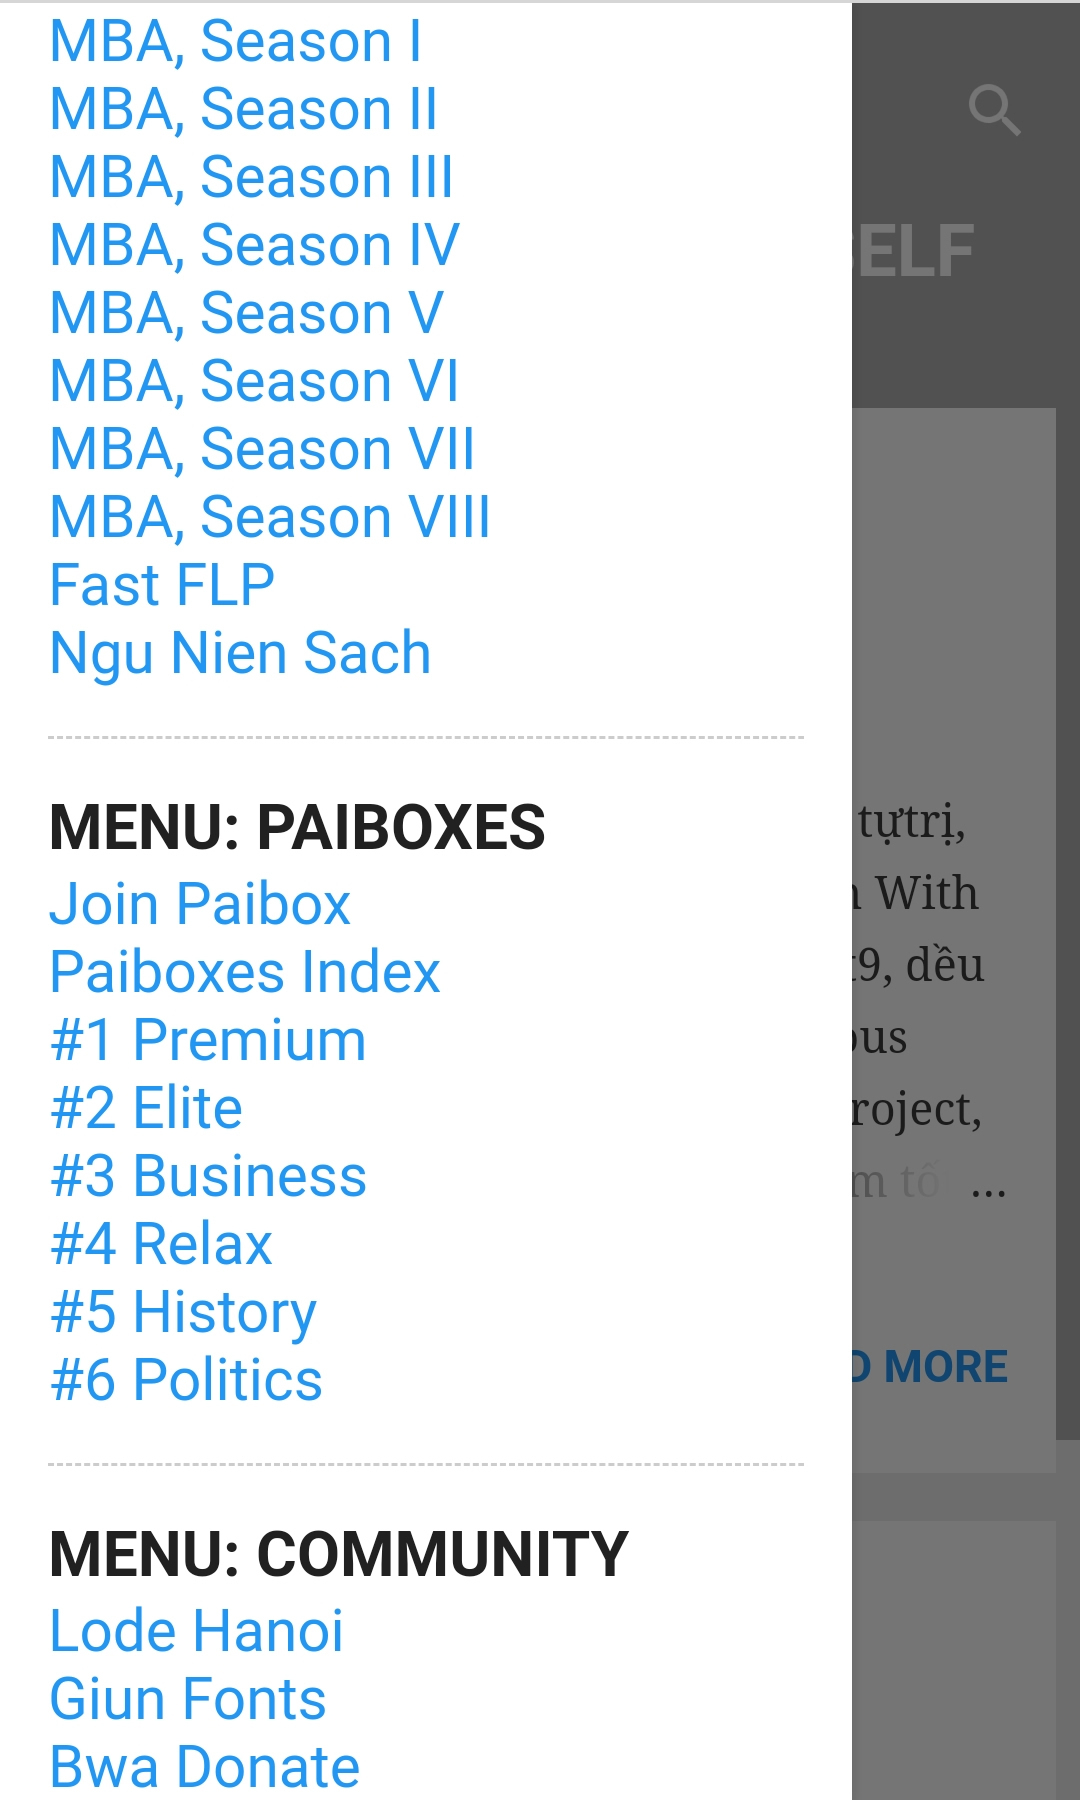 MBA, Season I
MBA, Season II
MBA, Season III
MBA, Season IV
MBA, Season V
MBA, Season VI
MBA, Season VII
MBA, Season VIII
Fast FLP
Ngu Nien Sach
MENU: PAIBOXES
Join Paibox
Paiboxes Index
#1 Premium
#2 Elite
#3 Business
#4 Relax
#5 History
#6 Politics
MENU: COMMUNITY
Lode Hanoi
Giun Fonts
Bwa Donate
ELF
tựtrị,
With
9, dều
us
roject,
m tố ...
MORE